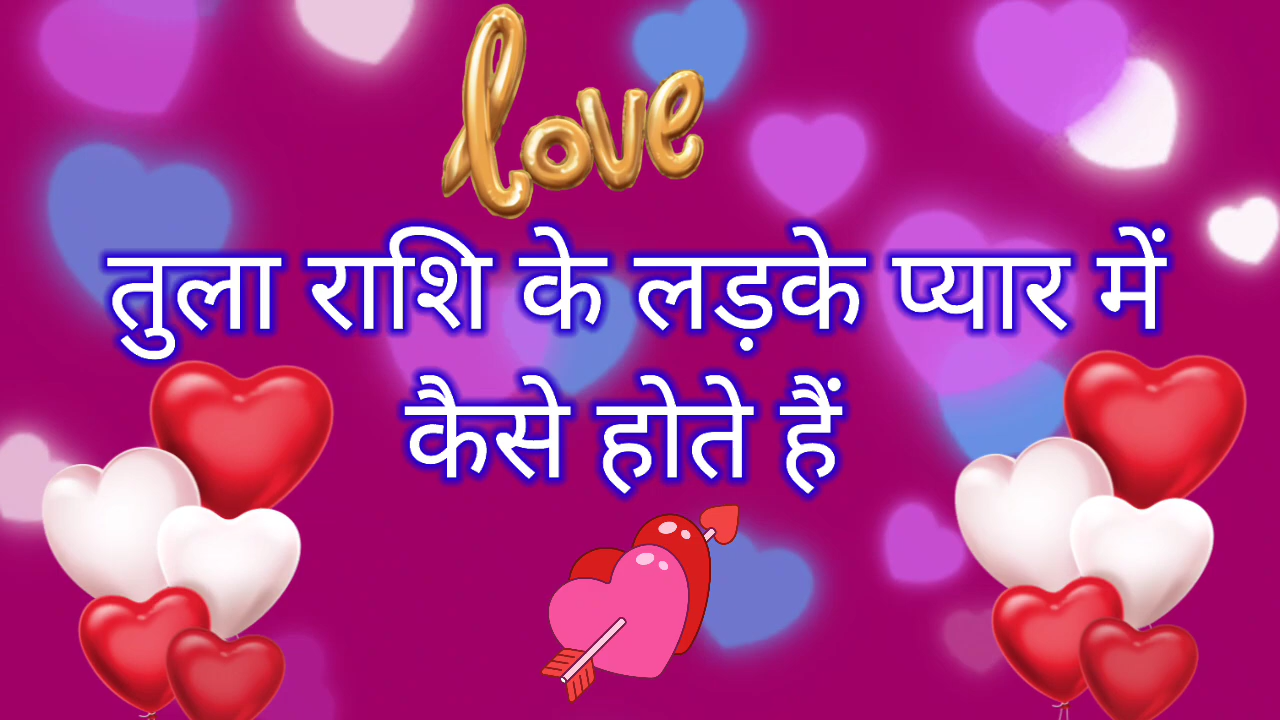 love
तुला राशि के लड़के प्यार में
कैसे होते हैं